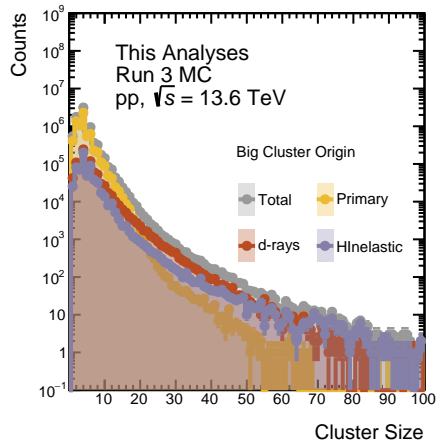 Counts
10⁹
10⁸
10⁷
10⁶
10⁵
10⁴
10³
10²
10
1
10⁻¹
This Analyses
Run 3 MC
pp, √s = 13.6 TeV
Big Cluster Origin
Total Primary
d-rays HInelastic
10 20 30 40 50 60 70 80 90 100
Cluster Size